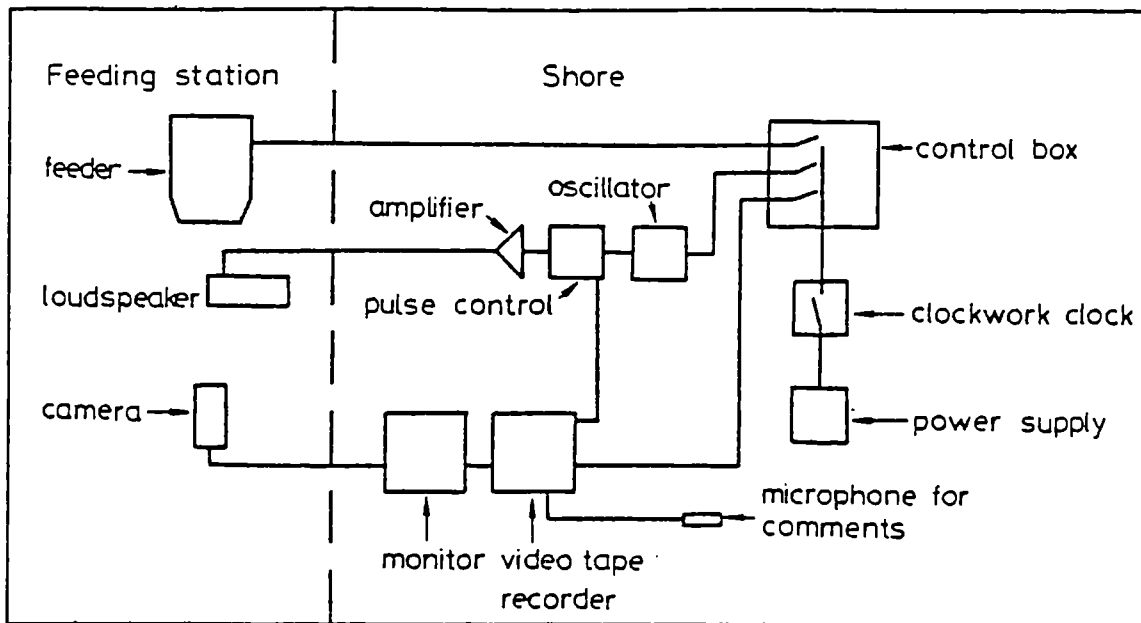 Feeding station
Shore
feeder
control box
oscillator
amplifier
loudspeaker
pulse control
clockwork clock
camera
power supply
microphone for
comments
monitor
video tape
recorder